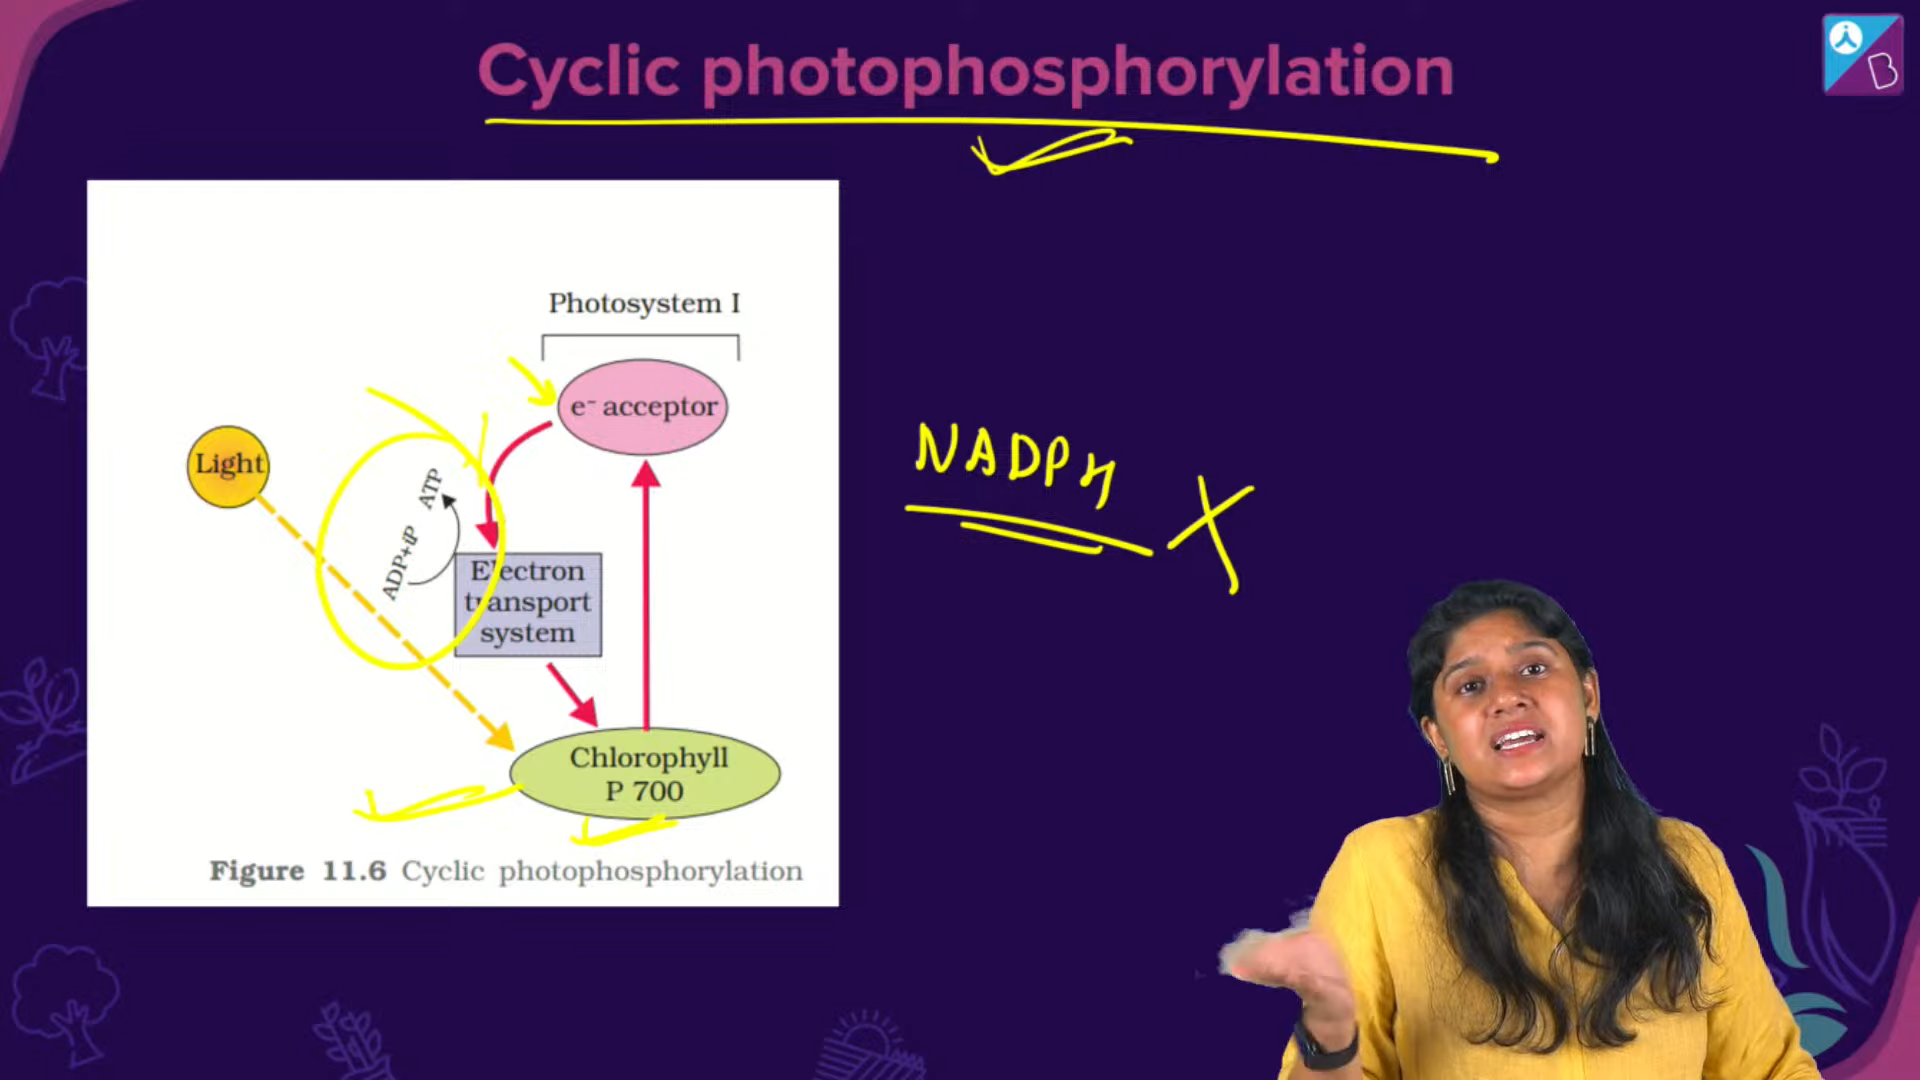 Cyclic photophosphorylation
B
Photosystem I
e⁻ acceptor
Light
ATP
ADP+iP
Electron
transport
system
Chlorophyll
P 700
Figure 11.6 Cyclic photophosphorylation
NADPH X